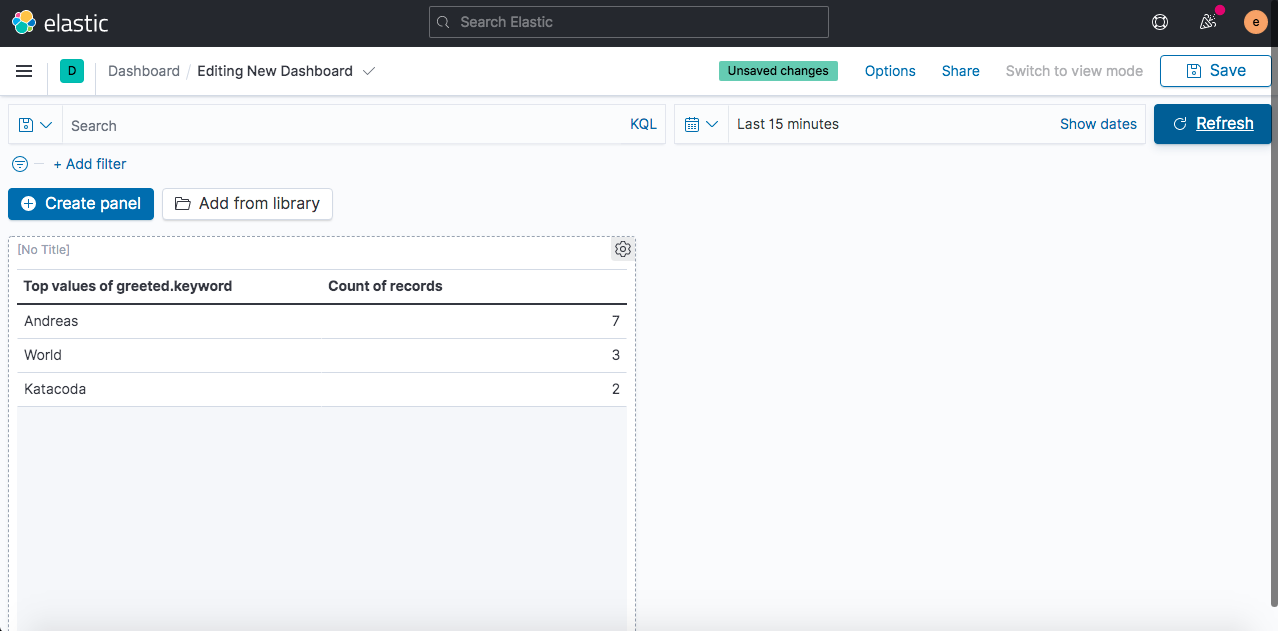 elastic Search Elastic e
D Dashboard / Editing New Dashboard Unsaved changes Options Share Switch to view mode Save
Search KQL Last 15 minutes Show dates Refresh
+ Add filter
Create panel Add from library
[No Title]
Top values of greeted.keyword Count of records
Andreas 7
World 3
Katacoda 2